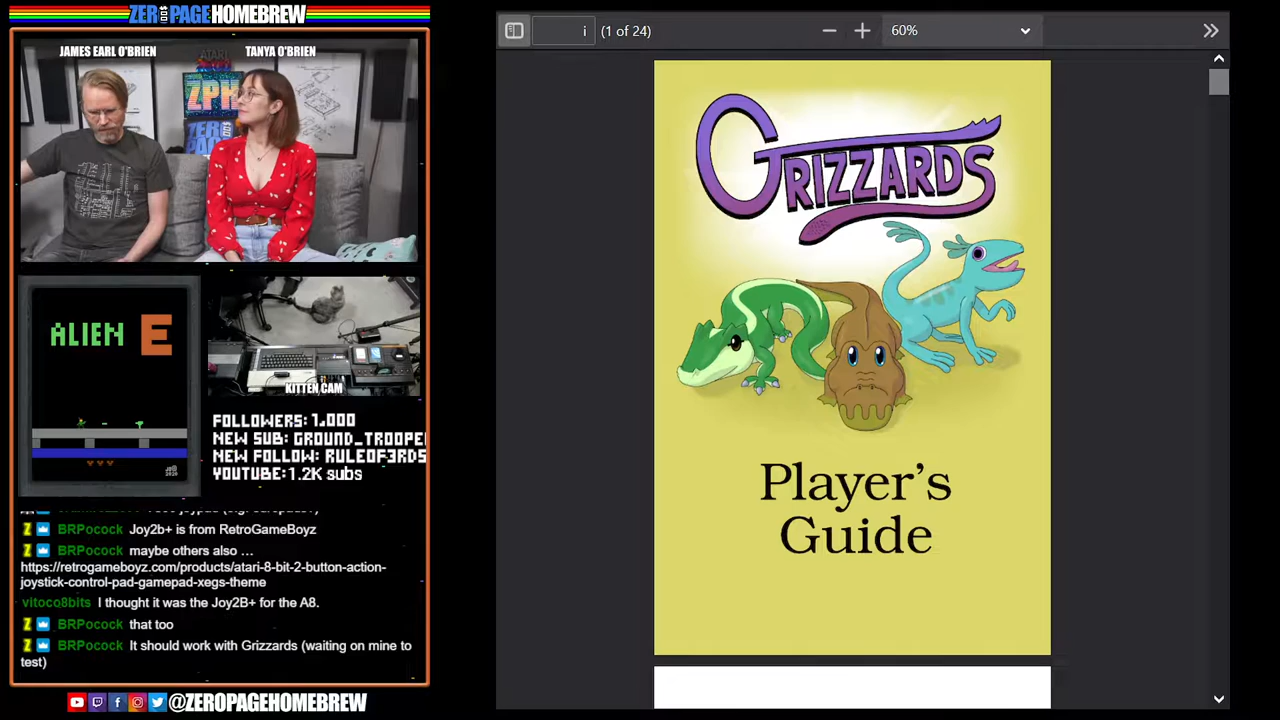 ZEROPAGEHOMEBREW
JAMES EARL O'BRIEN
TANYA O'BRIEN
ZPH
ALIEN E
KITTEN CAM
FOLLOWERS: 1,000
NEW SUB: GROUND_TROOPE
NEW FOLLOW: RULEOF3RDS
YOUTUBE: 1.2K subs
BRPocock Joy2b+ is from RetroGameBoyz
BRPocock maybe others also …
https://retrogameboyz.com/products/atari-8-bit-2-button-action-
joystick-control-pad-gamepad-xegs-theme
vitoco8bits I thought it was the Joy2B+ for the A8.
BRPocock that too
BRPocock It should work with Grizzards (waiting on mine to
test)
@ZEROPAGEHOMEBREW
i (1 of 24)
60%
GRIZZARDS
Player's
Guide